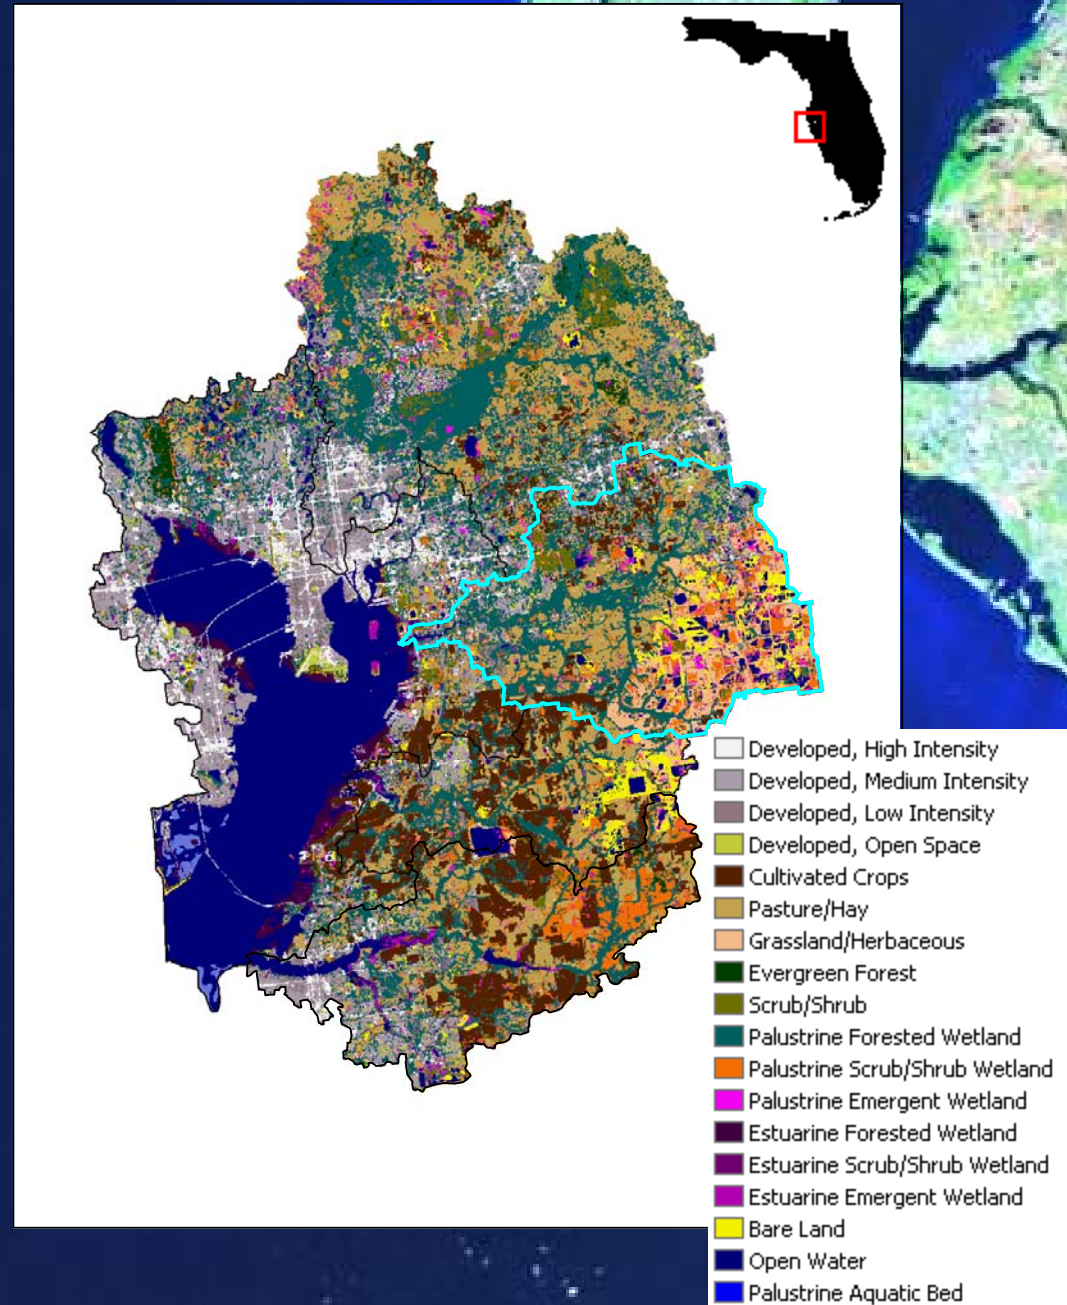 Developed, High Intensity
Developed, Medium Intensity
Developed, Low Intensity
Developed, Open Space
Cultivated Crops
Pasture/Hay
Grassland/Herbaceous
Evergreen Forest
Scrub/Shrub
Palustrine Forested Wetland
Palustrine Scrub/Shrub Wetland
Palustrine Emergent Wetland
Estuarine Forested Wetland
Estuarine Scrub/Shrub Wetland
Estuarine Emergent Wetland
Bare Land
Open Water
Palustrine Aquatic Bed